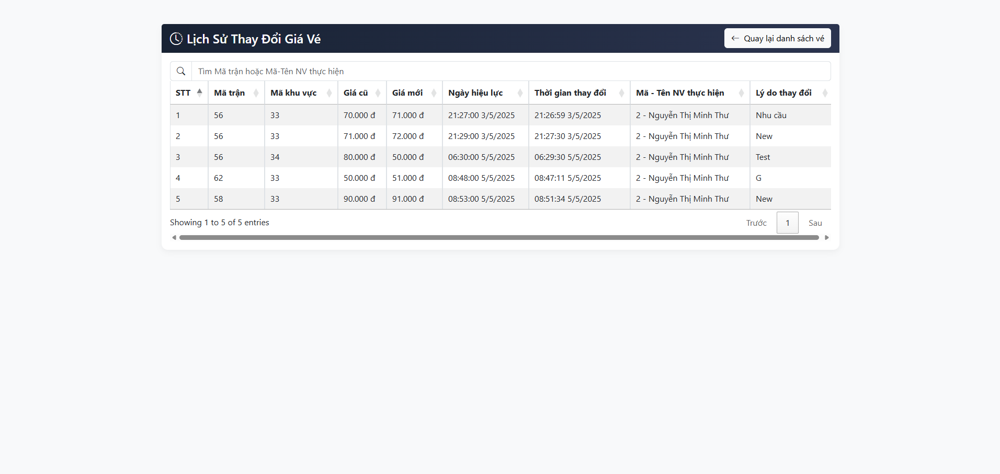 Lịch Sử Thay Đổi Giá Vé
Quay lại danh sách vé
Tìm Mã trận hoặc Mã-Tên NV thực hiện
STT Mã trận Mã khu vực Giá cũ Giá mới Ngày hiệu lực Thời gian thay đổi Mã - Tên NV thực hiện Lý do thay đổi
1 56 33 70.000 đ 71.000 đ 21:27:00 3/5/2025 21:26:59 3/5/2025 2 - Nguyễn Thị Minh Thư Nhu cầu
2 56 33 71.000 đ 72.000 đ 21:29:00 3/5/2025 21:27:30 3/5/2025 2 - Nguyễn Thị Minh Thư New
3 56 34 80.000 đ 50.000 đ 06:30:00 5/5/2025 06:29:30 5/5/2025 2 - Nguyễn Thị Minh Thư Test
4 62 33 50.000 đ 51.000 đ 08:48:00 5/5/2025 08:47:11 5/5/2025 2 - Nguyễn Thị Minh Thư G
5 58 33 90.000 đ 91.000 đ 08:53:00 5/5/2025 08:51:34 5/5/2025 2 - Nguyễn Thị Minh Thư New
Showing 1 to 5 of 5 entries
Trước 1 Sau